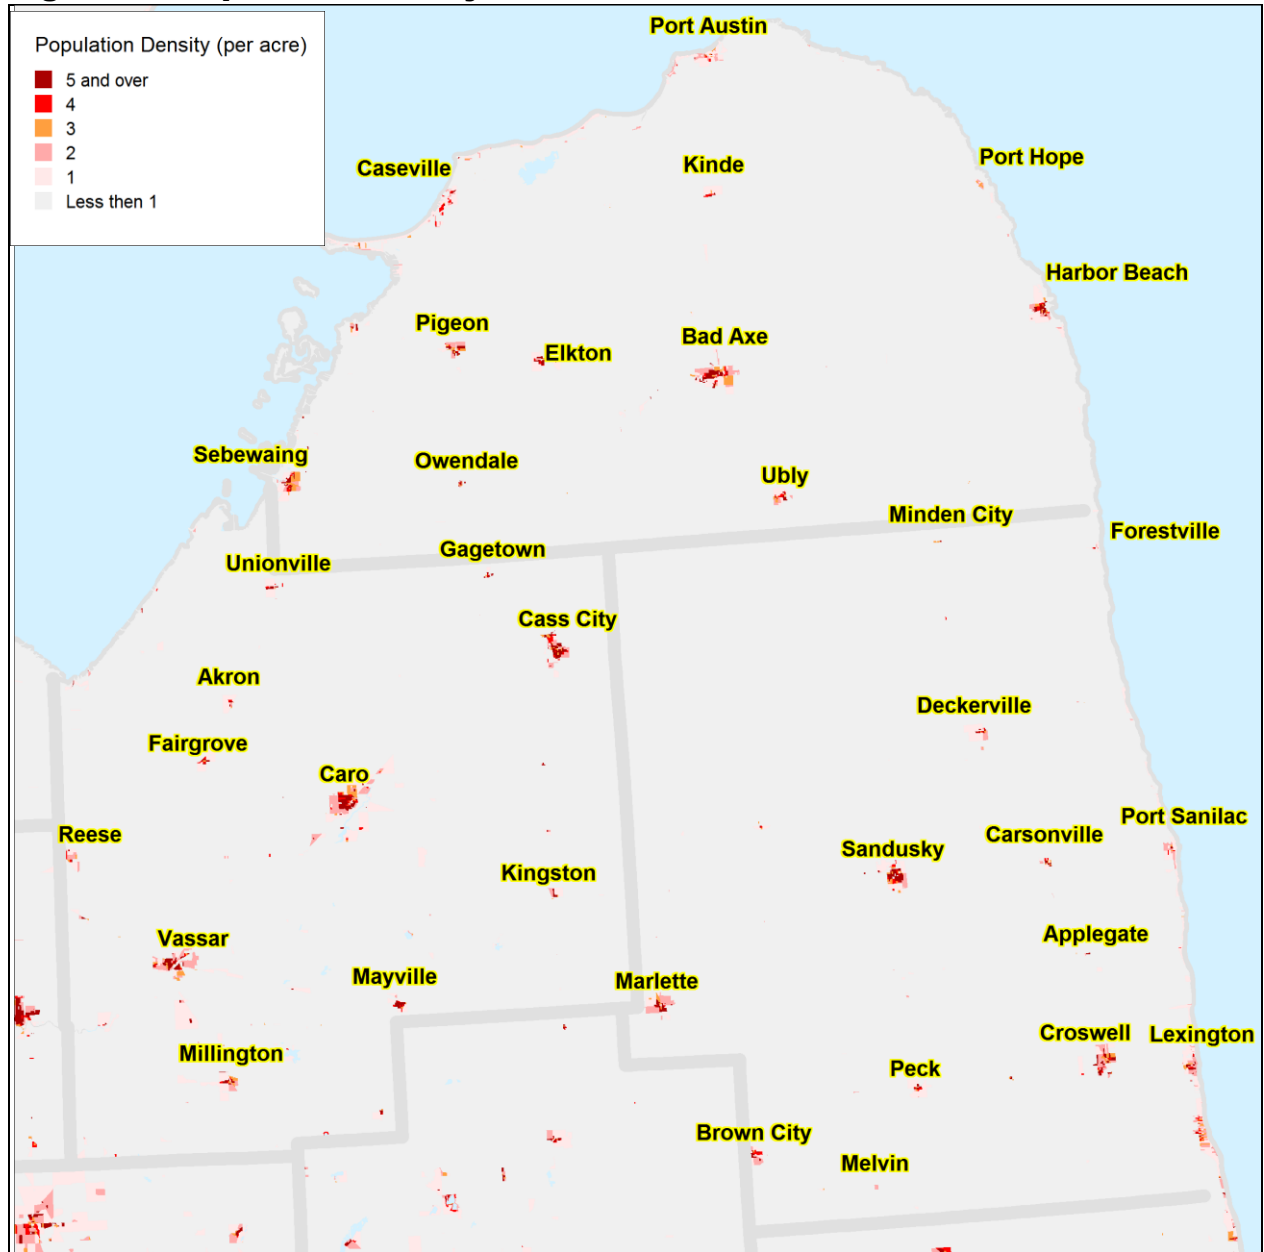 Port Austin
Population Density (per acre)
5 and over
4
3
2
1
Less then 1
Caseville
Kinde
Port Hope
Harbor Beach
Pigeon
Elkton
Bad Axe
Sebewaing
Owendale
Ubly
Minden City
Forestville
Unionville
Gagetown
Cass City
Akron
Deckerville
Fairgrove
Caro
Port Sanilac
Reese
Carsonville
Sandusky
Kingston
Applegate
Vassar
Mayville
Marlette
Croswell
Lexington
Millington
Peck
Brown City
Melvin